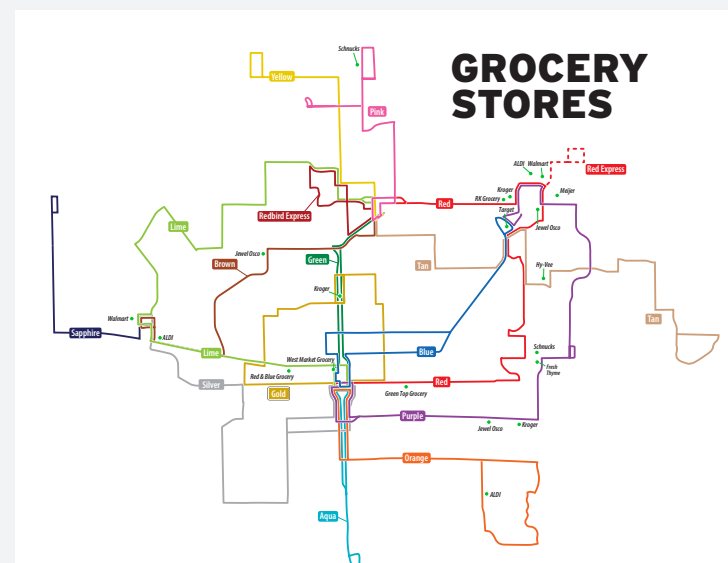 GROCERY
STORES
Schnucks
Yellow
Pink
ALDI Walmart
Red Express
Kroger
Meijer
RK Grocery
Red
Target
Redbird Express
Jewel Osco
Lime
Jewel Osco
Brown
Green
Tan
Hy-Vee
Kroger
Walmart
Tan
Sapphire
ALDI
Lime
West Market Grocery
Blue
Schnucks
Red & Blue Grocery
Fresh
Thyme
Silver
Red
Gold
Green Top Grocery
Purple
Jewel Osco
Kroger
Orange
ALDI
Aqua